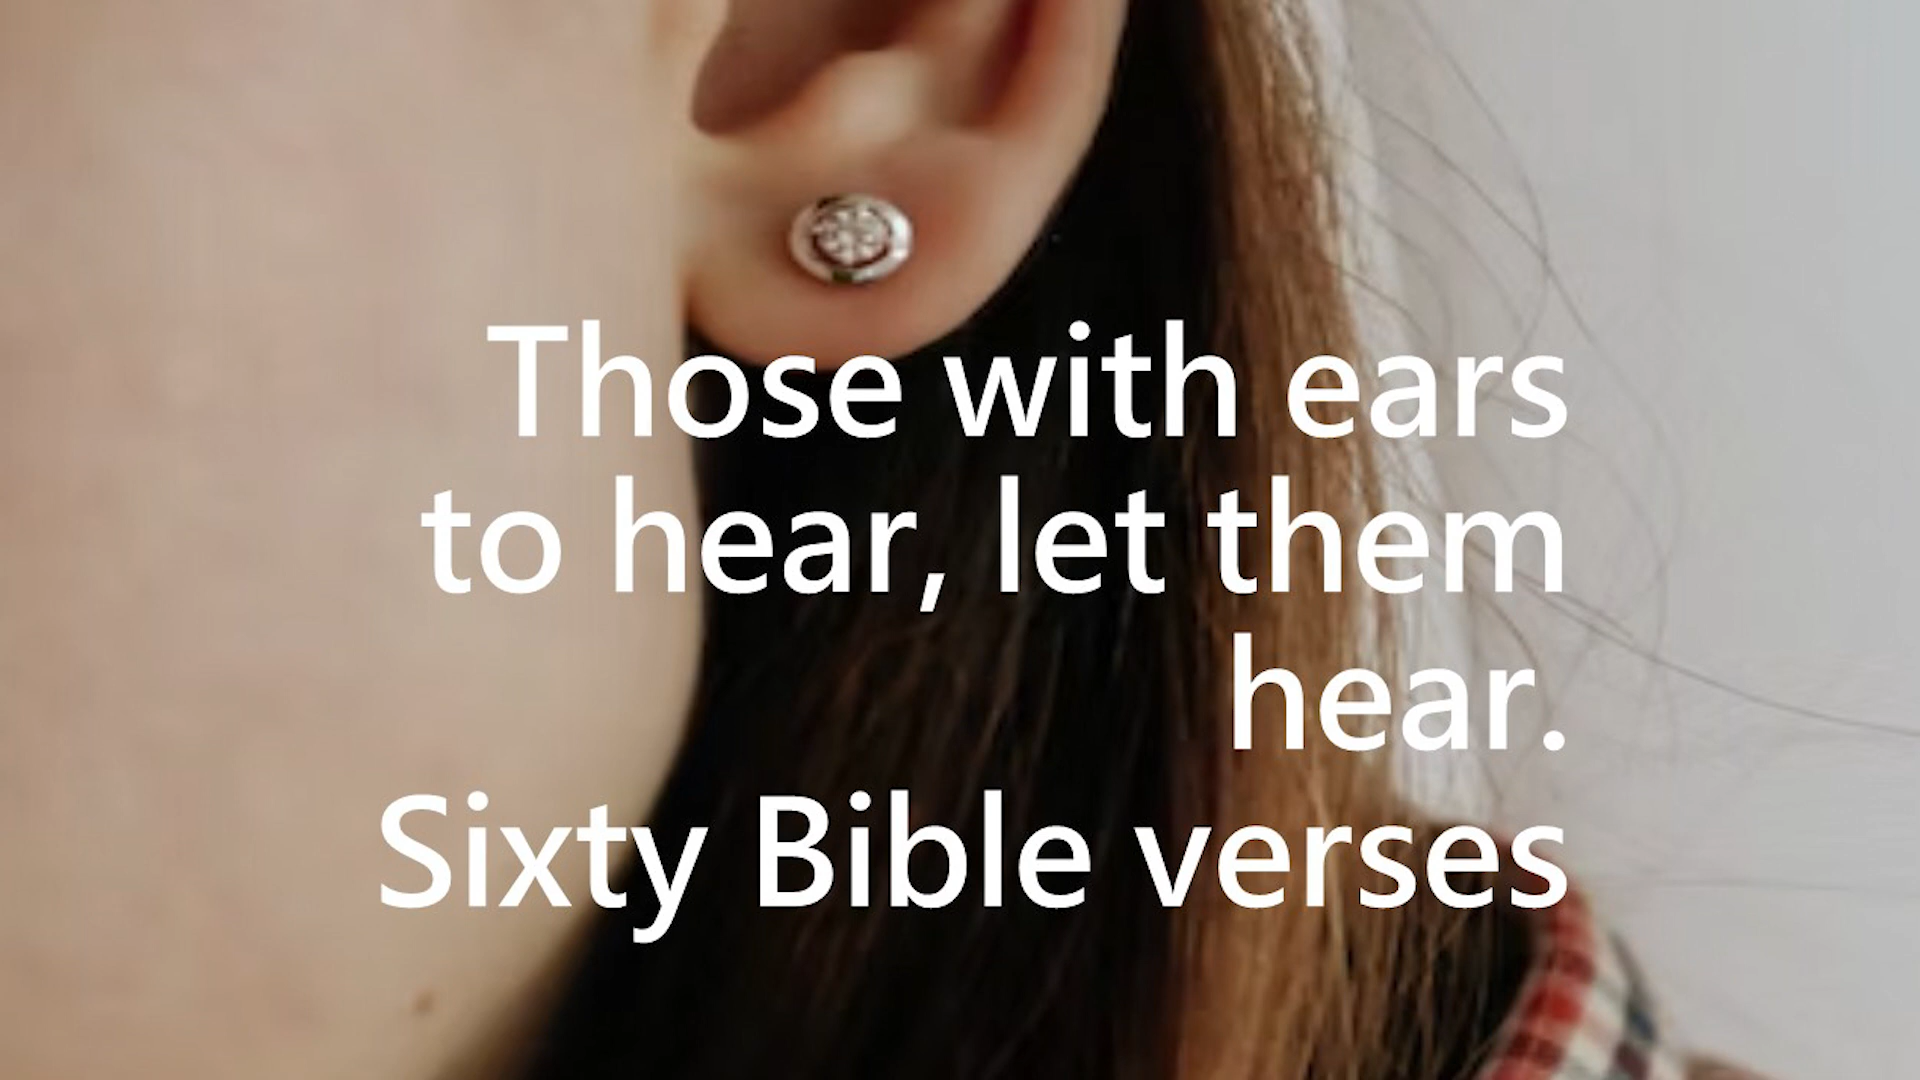 Those with ears
to hear, let them
hear.
Sixty Bible verses